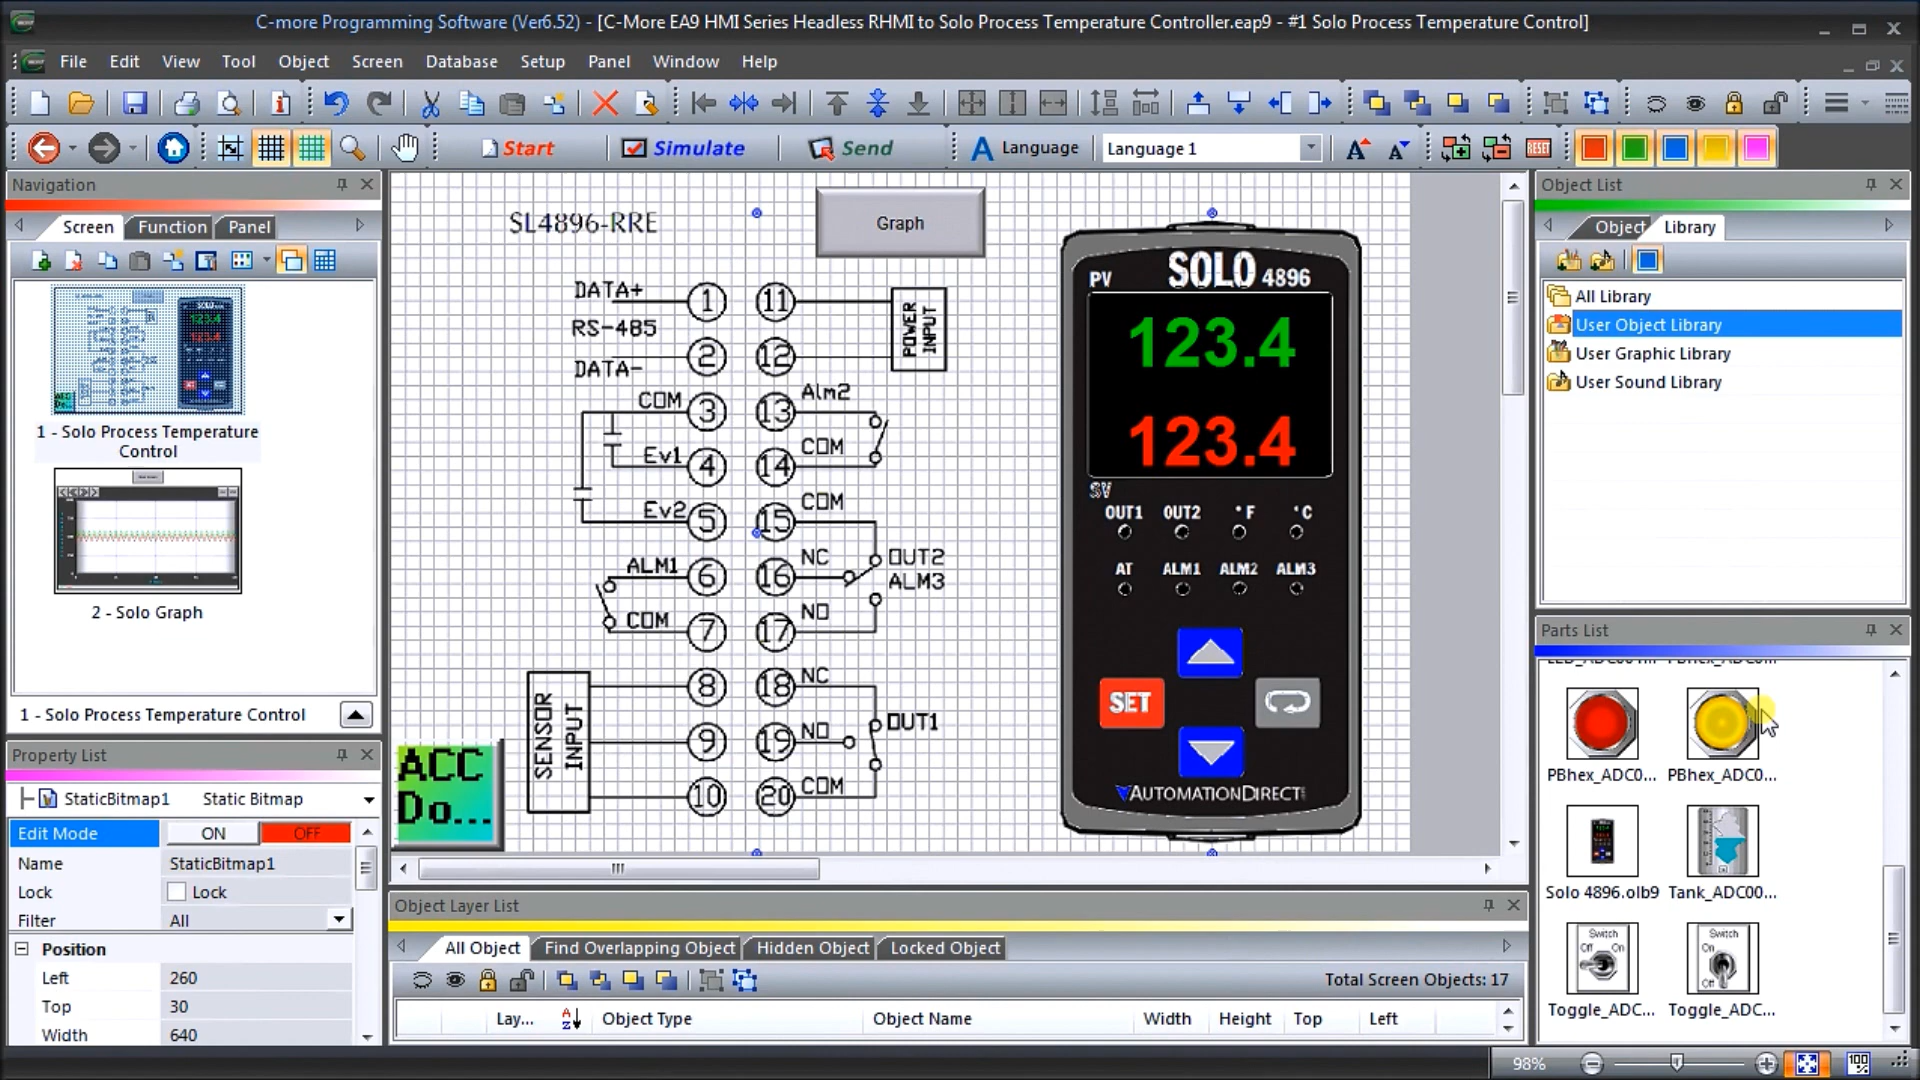 C-more Programming Software (Ver6.52) - [C-More EA9 HMI Series Headless RHMI to Solo Process Temperature Controller.eap9 - #1 Solo Process Temperature Control]
File Edit View Tool Object Screen Database Setup Panel Window Help
Start Simulate Send Language Language 1 RESET
Navigation
Screen Function Panel
1 - Solo Process Temperature
Control
2 - Solo Graph
1 - Solo Process Temperature Control
Property List
StaticBitmap1 Static Bitmap
Edit Mode ON OFF
Name StaticBitmap1
Lock Lock
Filter All
Position
Left 260
Top 30
Width 640
SL4896-RRE
Graph
DATA+ 1 11
RS-485
DATA- 2 12
POWER
INPUT
COM 3 13 Alm2
Ev1 4 14 COM
Ev2 5 15 COM
ALM1 6 16 NC OUT2
ALM3
COM 7 17 NO
8 18 NC
SENSOR
INPUT
9 19 NO OUT1
10 20 COM
ACC
Do...
PV SOLO 4896
123.4
123.4
SV
OUT1 OUT2 °F °C
AT ALM1 ALM2 ALM3
SET
AUTOMATIONDIRECT
Object Layer List
All Object Find Overlapping Object Hidden Object Locked Object
Total Screen Objects: 17
Lay... Object Type Object Name Width Height Top Left
Object List
Object Library
All Library
User Object Library
User Graphic Library
User Sound Library
Parts List
PBhex_ADC0... PBhex_ADC0...
Solo 4896.olb9 Tank_ADC00...
Switch Switch
Off On On
Off
Toggle_ADC... Toggle_ADC...
98% 100